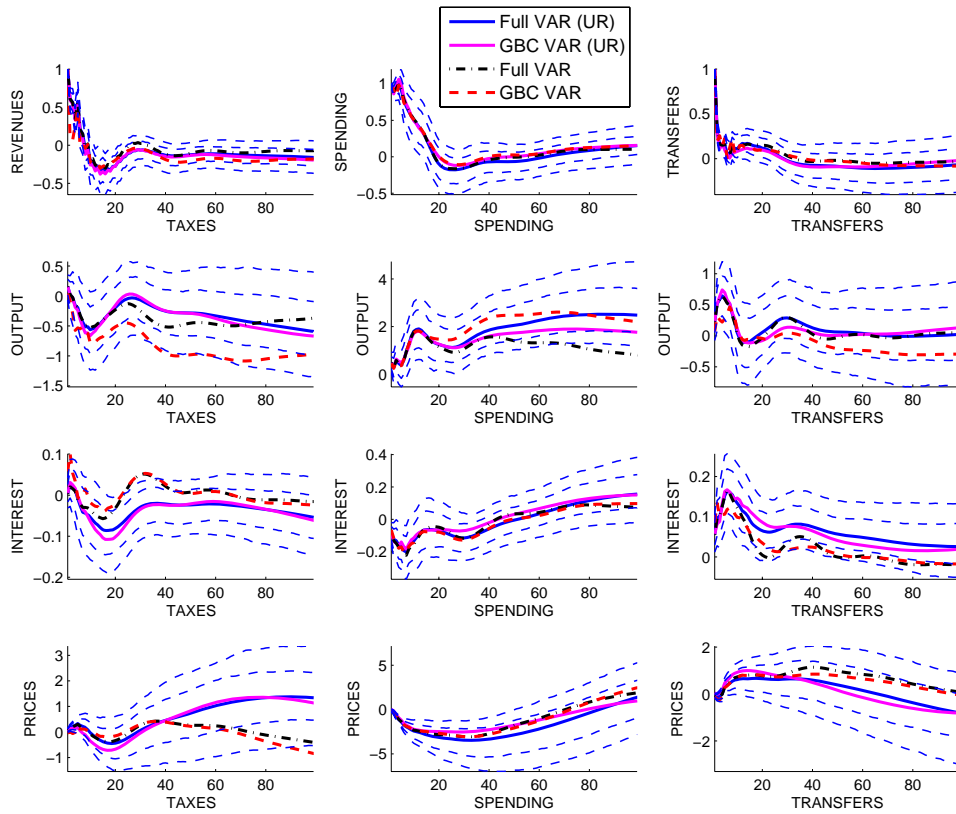 Full VAR (UR)
GBC VAR (UR)
Full VAR
GBC VAR
REVENUES
1
0.5
0
−0.5
20 40 60 80
TAXES
SPENDING
1
0.5
0
−0.5
20 40 60 80
SPENDING
TRANSFERS
1
0.5
0
20 40 60 80
TRANSFERS
OUTPUT
0.5
0
−0.5
−1
−1.5
20 40 60 80
TAXES
OUTPUT
4
2
0
20 40 60 80
SPENDING
OUTPUT
1
0.5
0
−0.5
20 40 60 80
TRANSFERS
INTEREST
0.1
0
−0.1
−0.2
20 40 60 80
TAXES
INTEREST
0.4
0.2
0
−0.2
20 40 60 80
SPENDING
INTEREST
0.2
0.1
0
20 40 60 80
TRANSFERS
PRICES
3
2
1
0
−1
20 40 60 80
TAXES
PRICES
5
0
−5
20 40 60 80
SPENDING
PRICES
2
0
−2
20 40 60 80
TRANSFERS